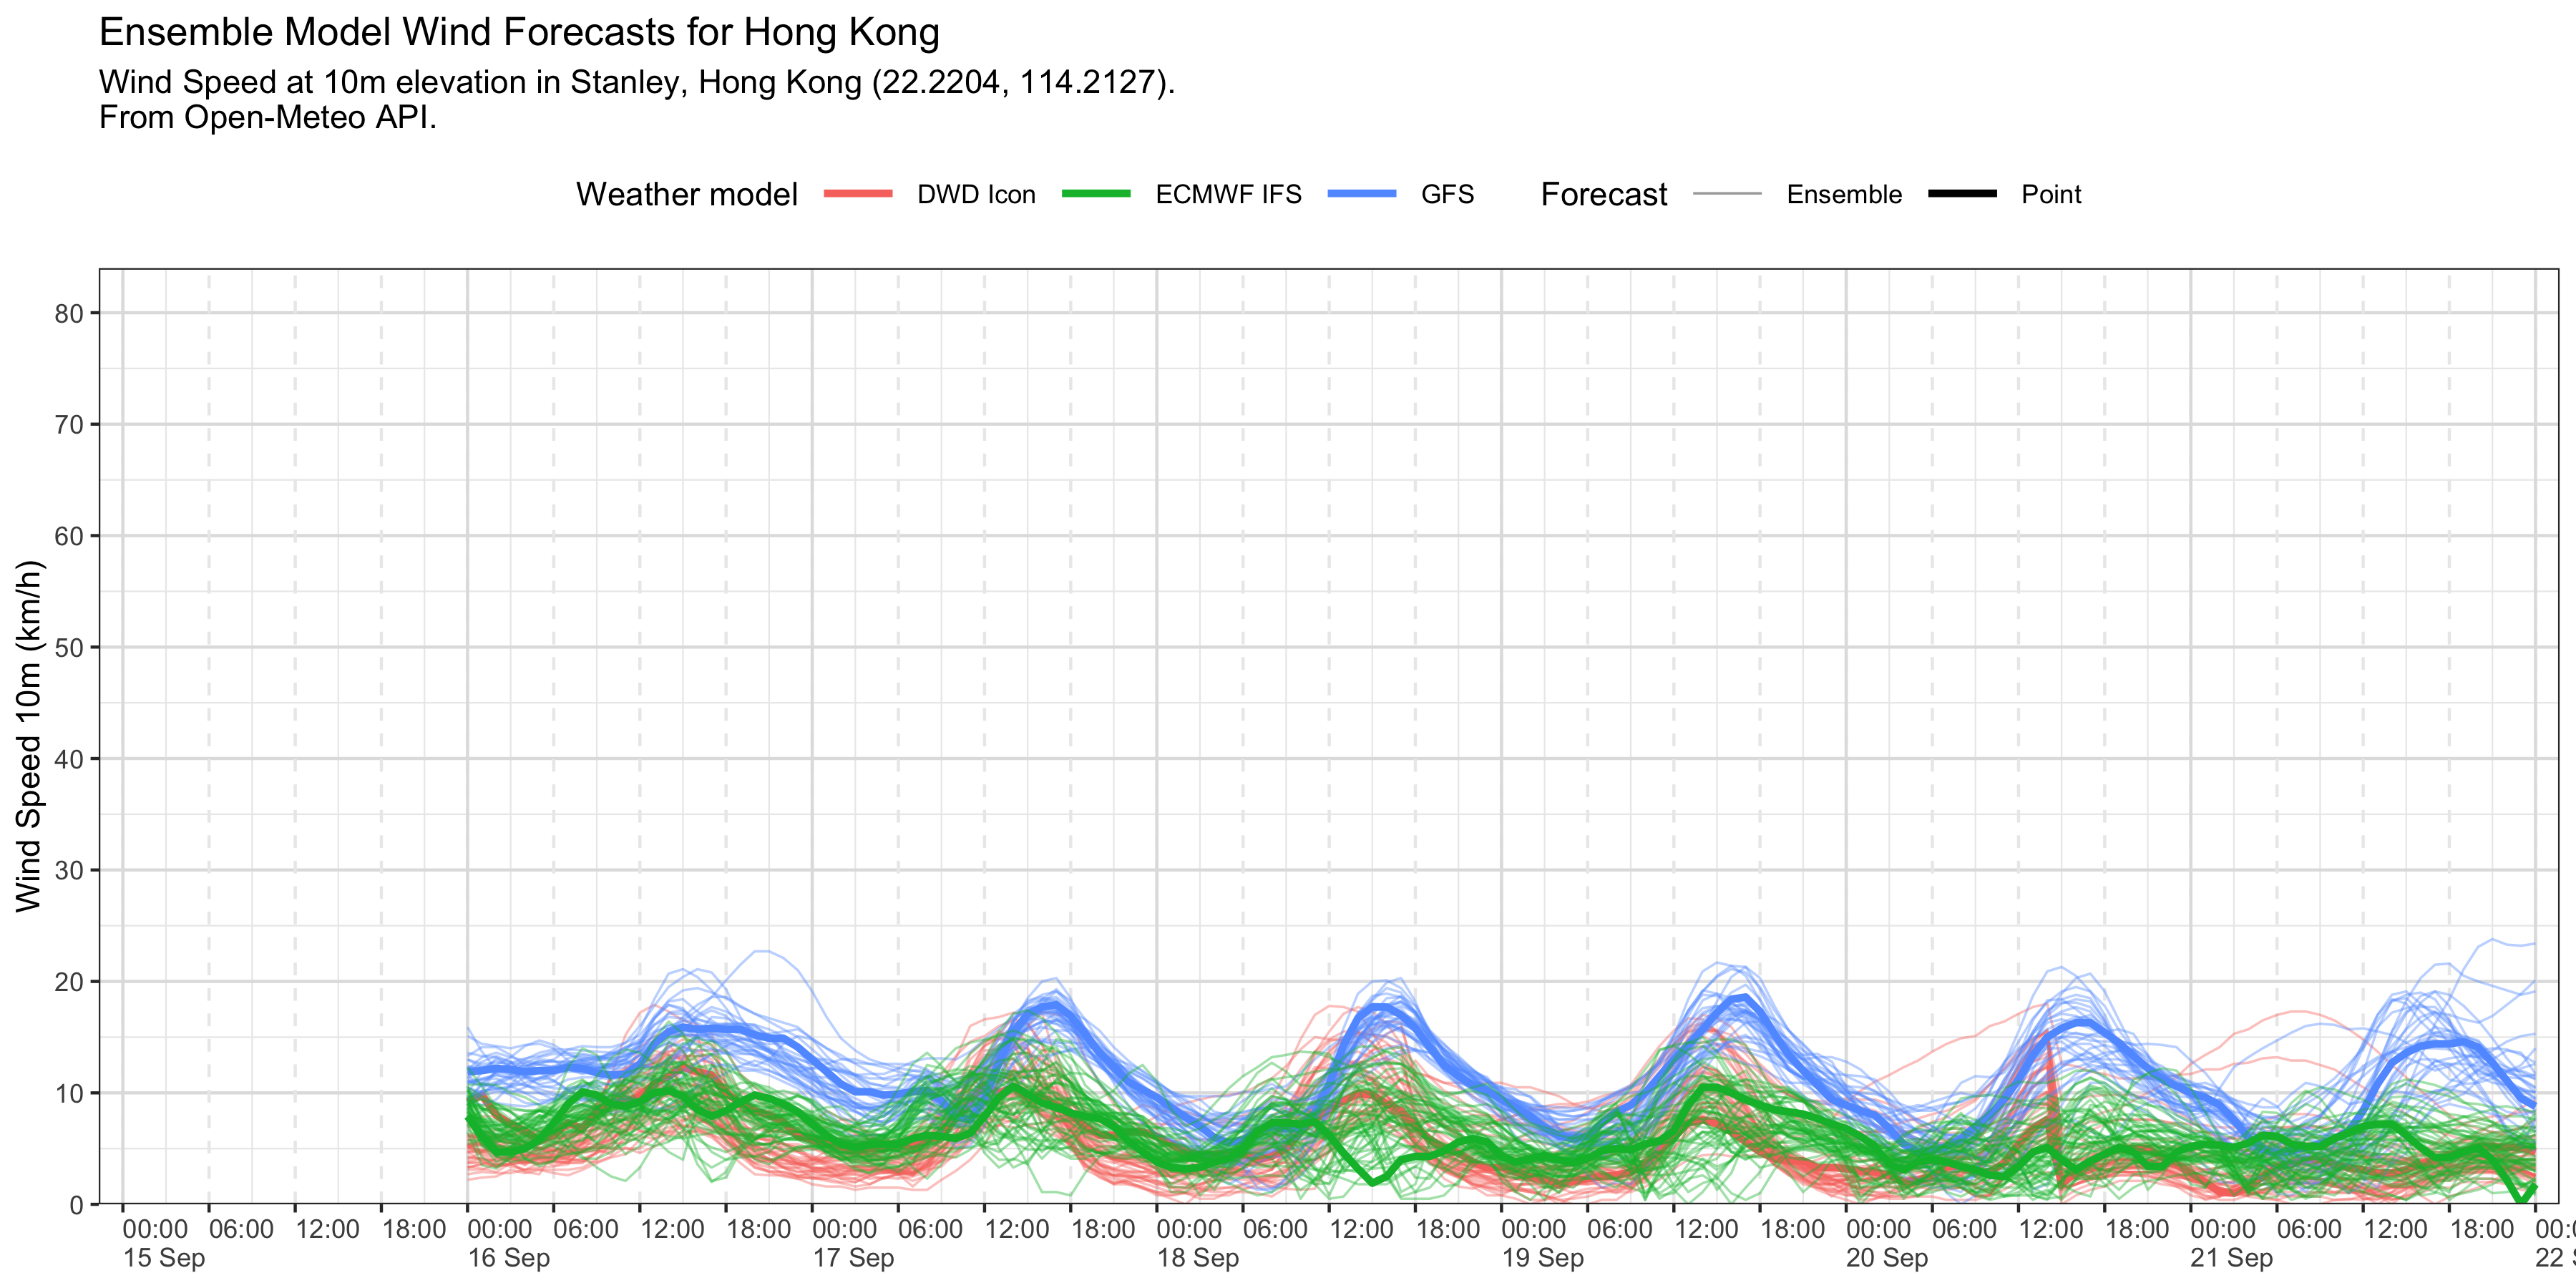 Ensemble Model Wind Forecasts for Hong Kong
Wind Speed at 10m elevation in Stanley, Hong Kong (22.2204, 114.2127).
From Open-Meteo API.
Weather model DWD Icon ECMWF IFS GFS Forecast Ensemble Point
Wind Speed 10m (km/h)
80
70
60
50
40
30
20
10
0
00:00 06:00 12:00 18:00 00:00 06:00 12:00 18:00 00:00 06:00 12:00 18:00 00:00 06:00 12:00 18:00 00:00 06:00 12:00 18:00 00:00 06:00 12:00 18:00 00:00 06:00 12:00 18:00
15 Sep 16 Sep 17 Sep 18 Sep 19 Sep 20 Sep 21 Sep 22